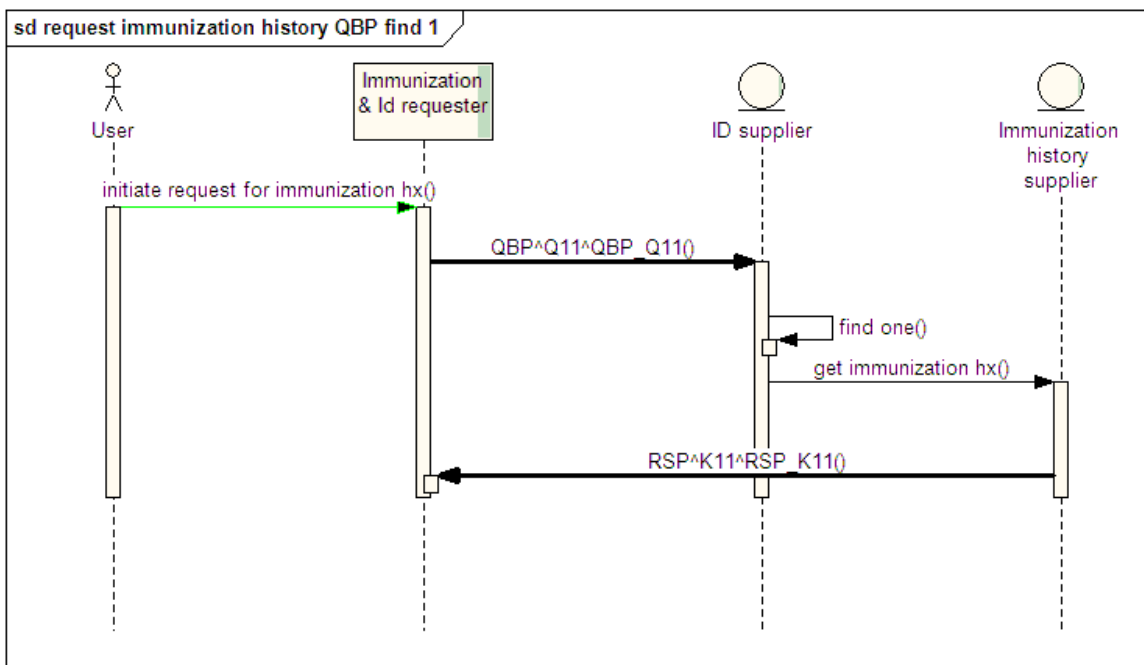 sd request immunization history QBP find 1
User
Immunization
& Id requester
ID supplier
Immunization
history
supplier
initiate request for immunization hx()
QBP^Q11^QBP_Q11()
find one()
get immunization hx()
RSP^K11^RSP_K11()